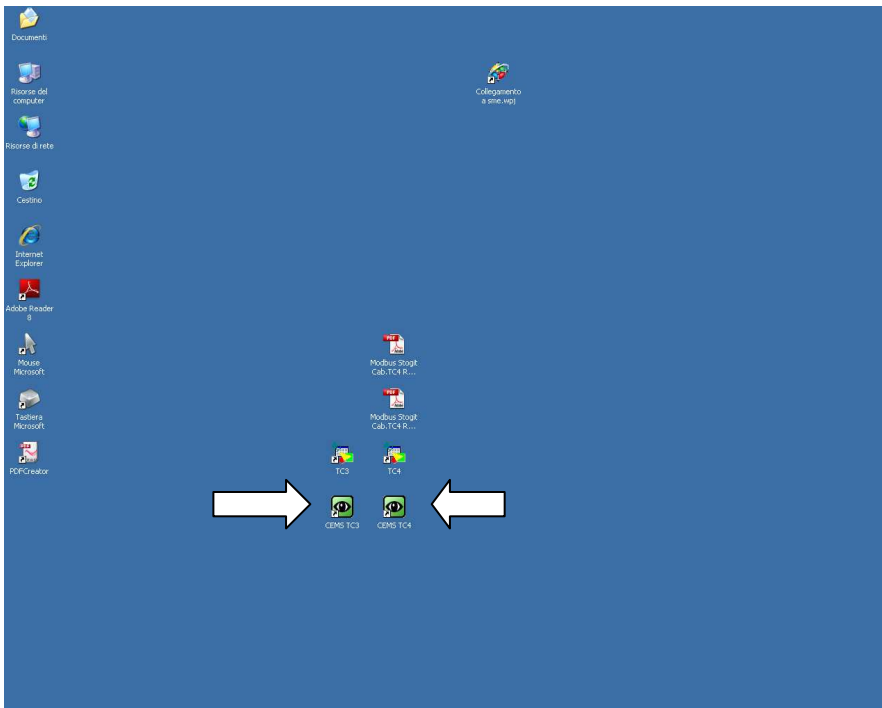 Documenti
Risorse del
computer
Collegamento
a sme.wpj
Risorse di rete
Cestino
Internet
Explorer
Adobe Reader
8
Mouse
Microsoft
Modbus Stogit
Cab.TC4 R...
Tastiera
Microsoft
Modbus Stogit
Cab.TC4 R...
PDFCreator
TC3
TC4
CEMS TC3
CEMS TC4